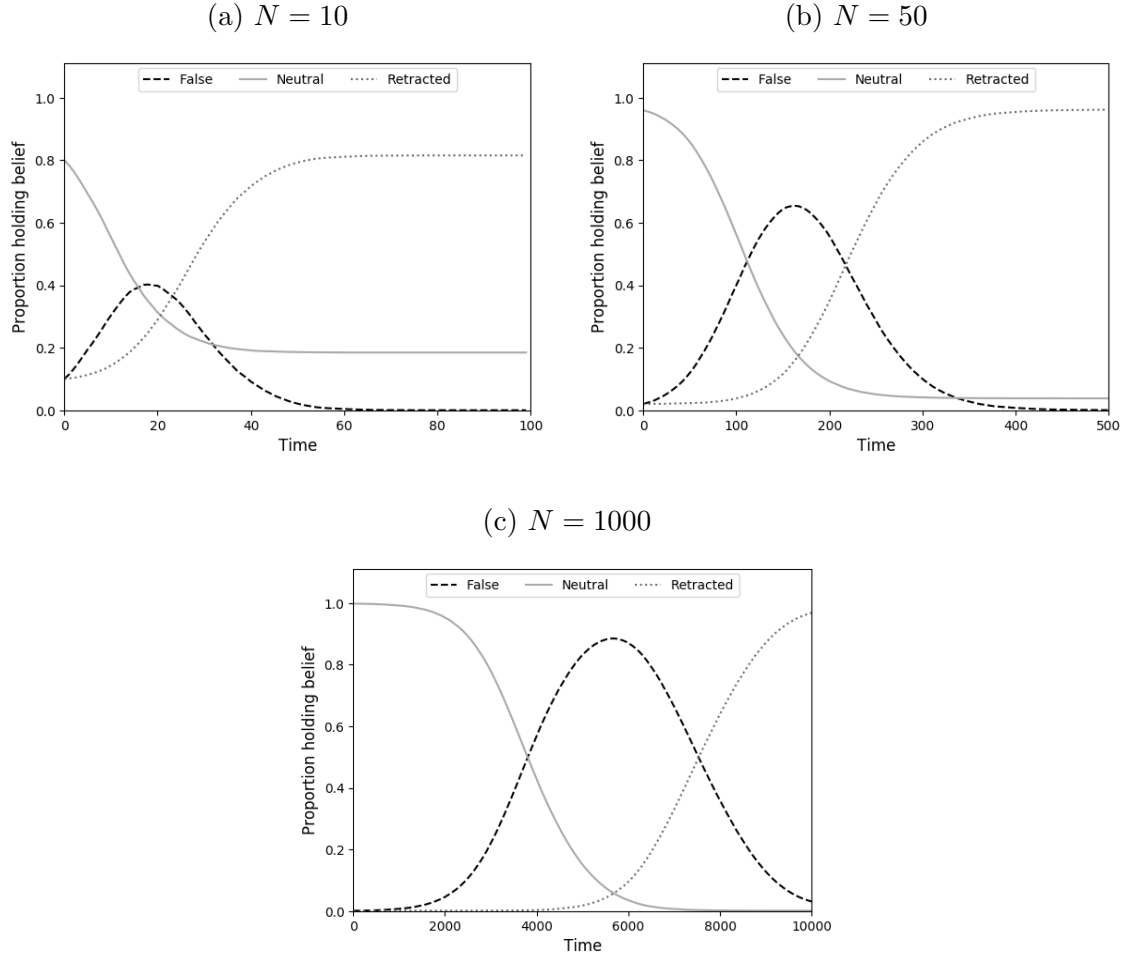 (a) N = 10
False Neutral Retracted
1.0
0.8
0.6
0.4
0.2
0.0
Proportion holding belief
0 20 40 60 80 100
Time
(b) N = 50
False Neutral Retracted
1.0
0.8
0.6
0.4
0.2
0.0
Proportion holding belief
0 100 200 300 400 500
Time
(c) N = 1000
False Neutral Retracted
1.0
0.8
0.6
0.4
0.2
0.0
Proportion holding belief
0 2000 4000 6000 8000 10000
Time